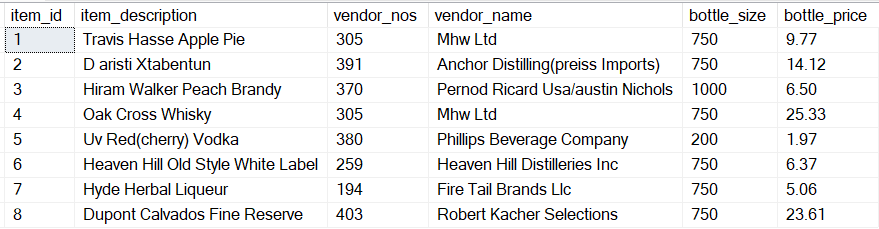 item_id item_description vendor_nos vendor_name bottle_size bottle_price
1 Travis Hasse Apple Pie 305 Mhw Ltd 750 9.77
2 D aristi Xtabentun 391 Anchor Distilling(preiss Imports) 750 14.12
3 Hiram Walker Peach Brandy 370 Pernod Ricard Usa/austin Nichols 1000 6.50
4 Oak Cross Whisky 305 Mhw Ltd 750 25.33
5 Uv Red(cherry) Vodka 380 Phillips Beverage Company 200 1.97
6 Heaven Hill Old Style White Label 259 Heaven Hill Distilleries Inc 750 6.37
7 Hyde Herbal Liqueur 194 Fire Tail Brands Llc 750 5.06
8 Dupont Calvados Fine Reserve 403 Robert Kacher Selections 750 23.61